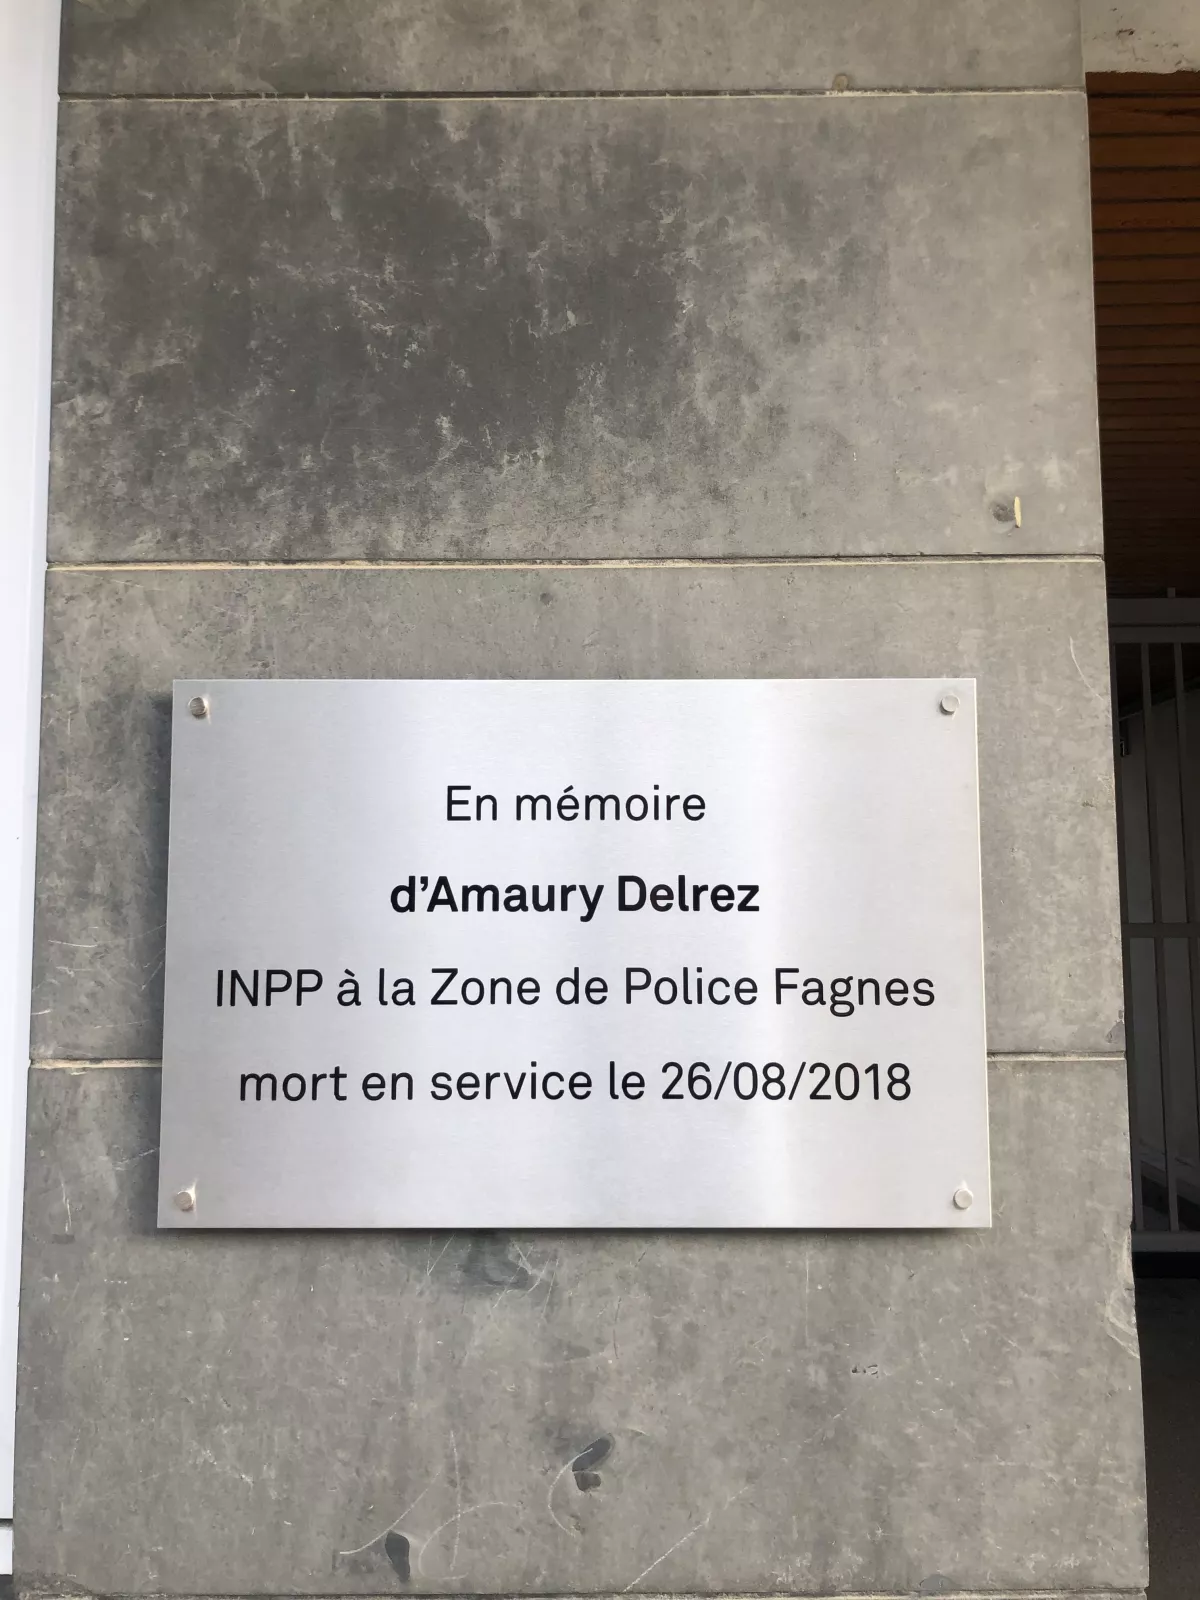 En mémoire
d’Amaury Delrez
INPP à la Zone de Police Fagnes
mort en service le 26/08/2018